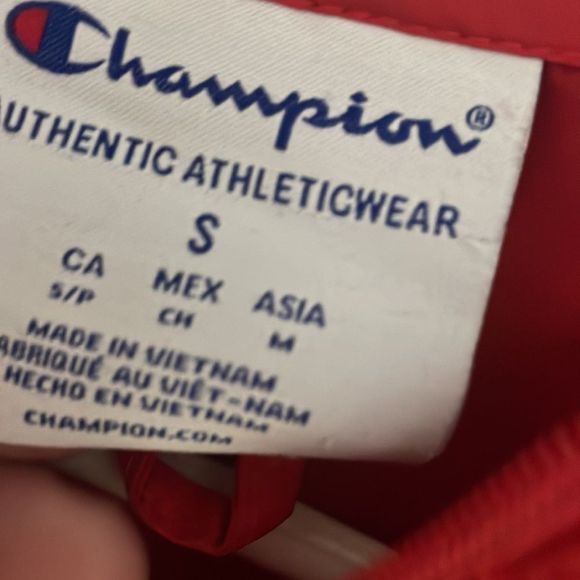 Champion®
AUTHENTIC ATHLETICWEAR
S
CA MEX ASIA
S/P CH M
MADE IN VIETNAM
FABRIQUÉ AU VIÊT-NAM
HECHO EN VIETNAM
CHAMPION.COM